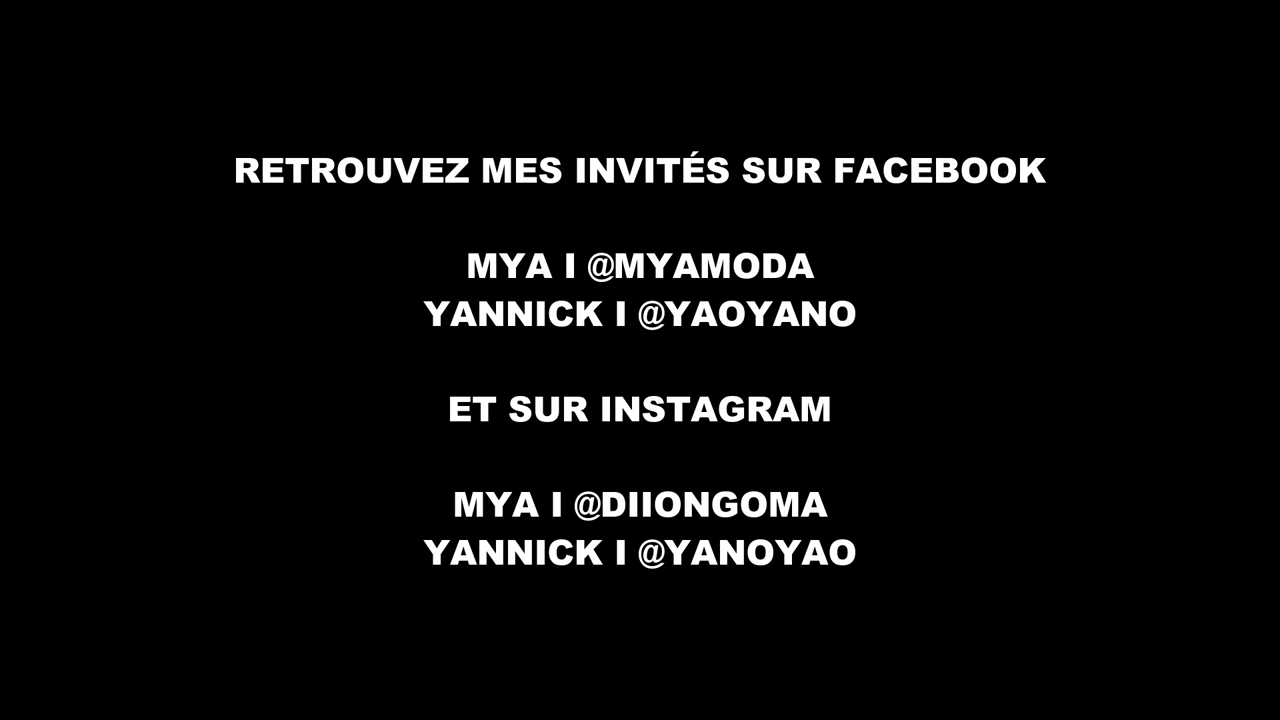 RETROUVEZ MES INVITÉS SUR FACEBOOK
MYA I @MYAMODA
YANNICK I @YAOYANO
ET SUR INSTAGRAM
MYA I @DIIONGOMA
YANNICK I @YANOYAO